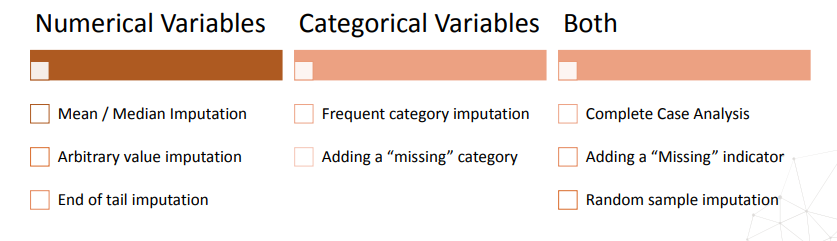 Numerical Variables
Mean / Median Imputation
Arbitrary value imputation
End of tail imputation
Categorical Variables
Frequent category imputation
Adding a “missing” category
Both
Complete Case Analysis
Adding a “Missing” indicator
Random sample imputation